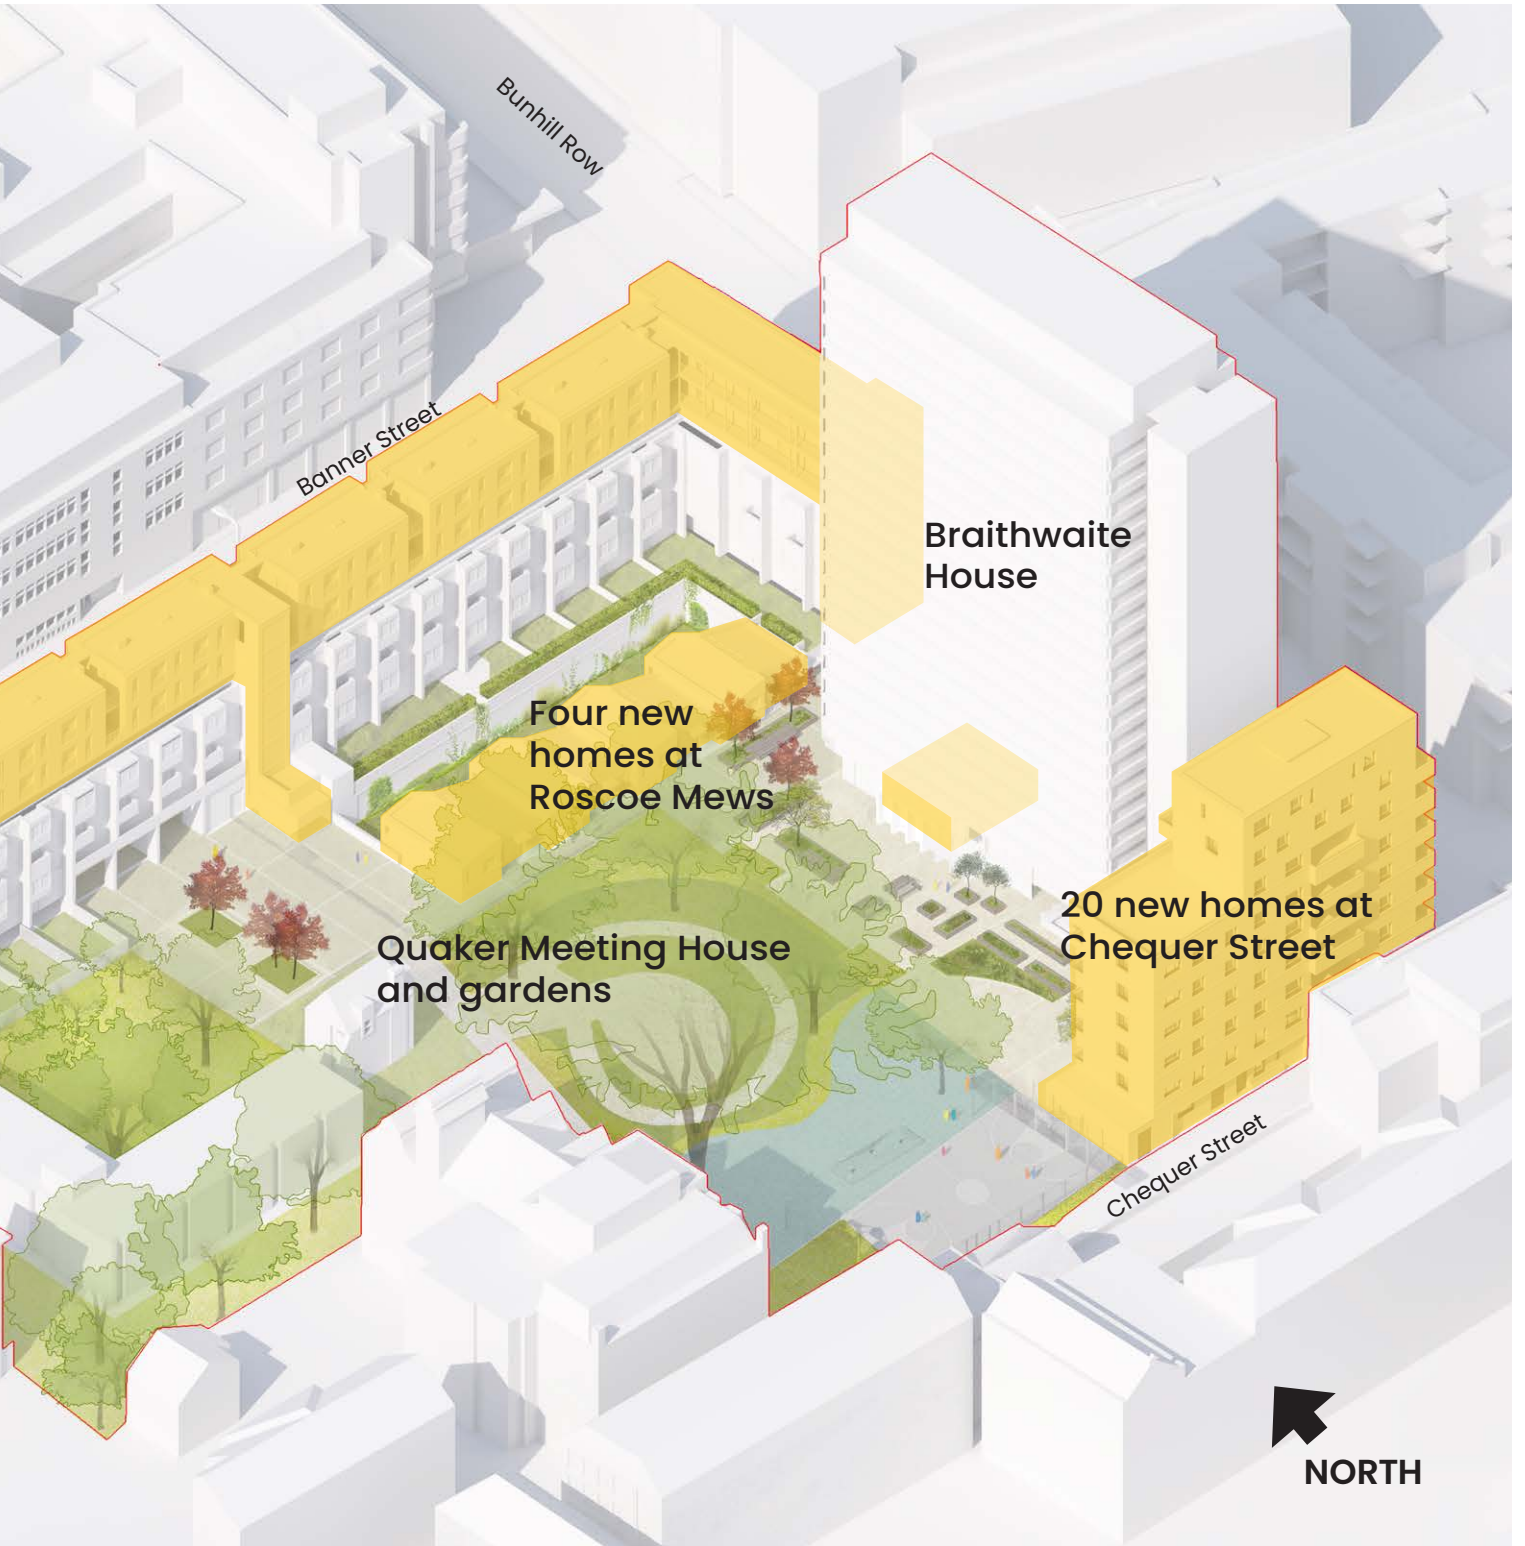 Bunhill Row
Banner Street
Braithwaite
House
Four new
homes at
Roscoe Mews
20 new homes at
Chequer Street
Quaker Meeting House
and gardens
Chequer Street
NORTH